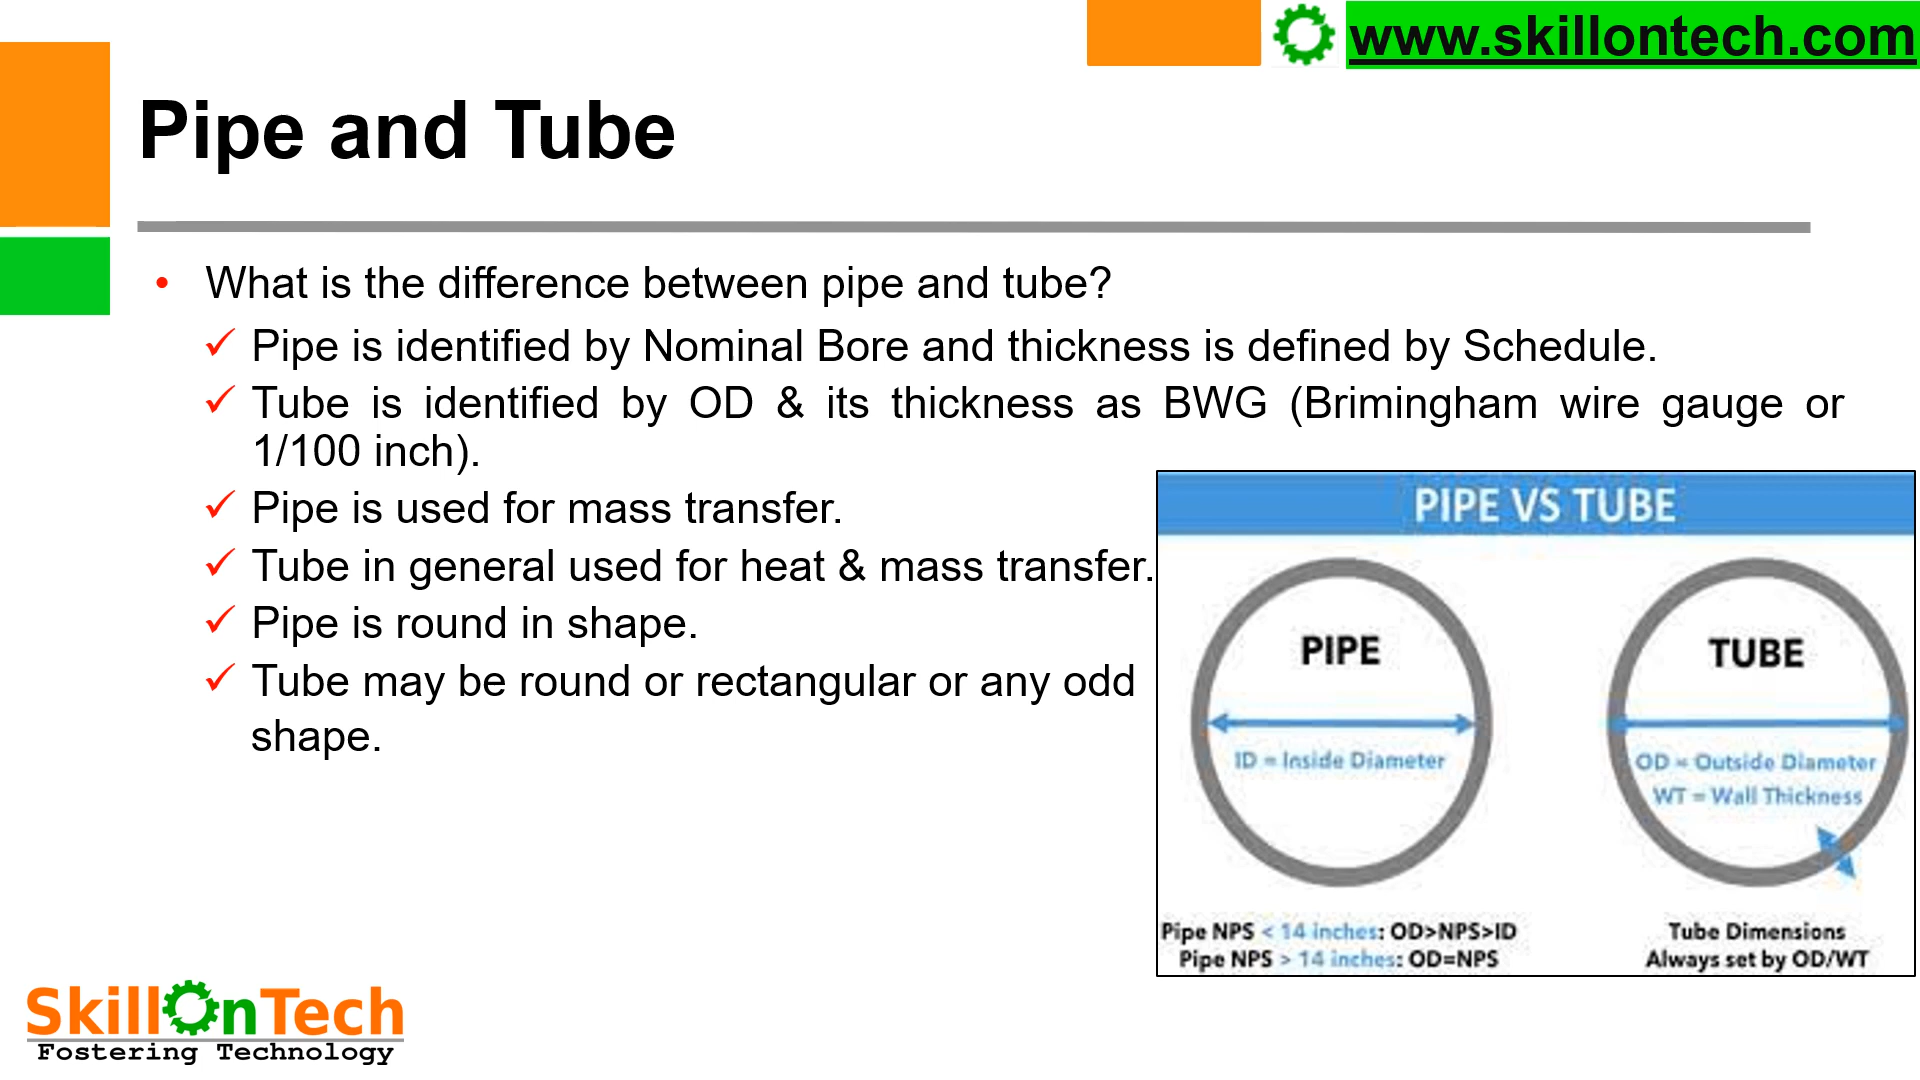 www.skillontech.com
Pipe and Tube
• What is the difference between pipe and tube?
✓ Pipe is identified by Nominal Bore and thickness is defined by Schedule.
✓ Tube is identified by OD & its thickness as BWG (Brimingham wire gauge or
1/100 inch).
✓ Pipe is used for mass transfer.
✓ Tube in general used for heat & mass transfer.
✓ Pipe is round in shape.
✓ Tube may be round or rectangular or any odd
shape.
PIPE VS TUBE
PIPE
ID = Inside Diameter
Pipe NPS < 14 inches: OD>NPS>ID
Pipe NPS > 14 inches: OD=NPS
TUBE
OD = Outside Diameter
WT = Wall Thickness
Tube Dimensions
Always set by OD/WT
SkillOnTech
Fostering Technology